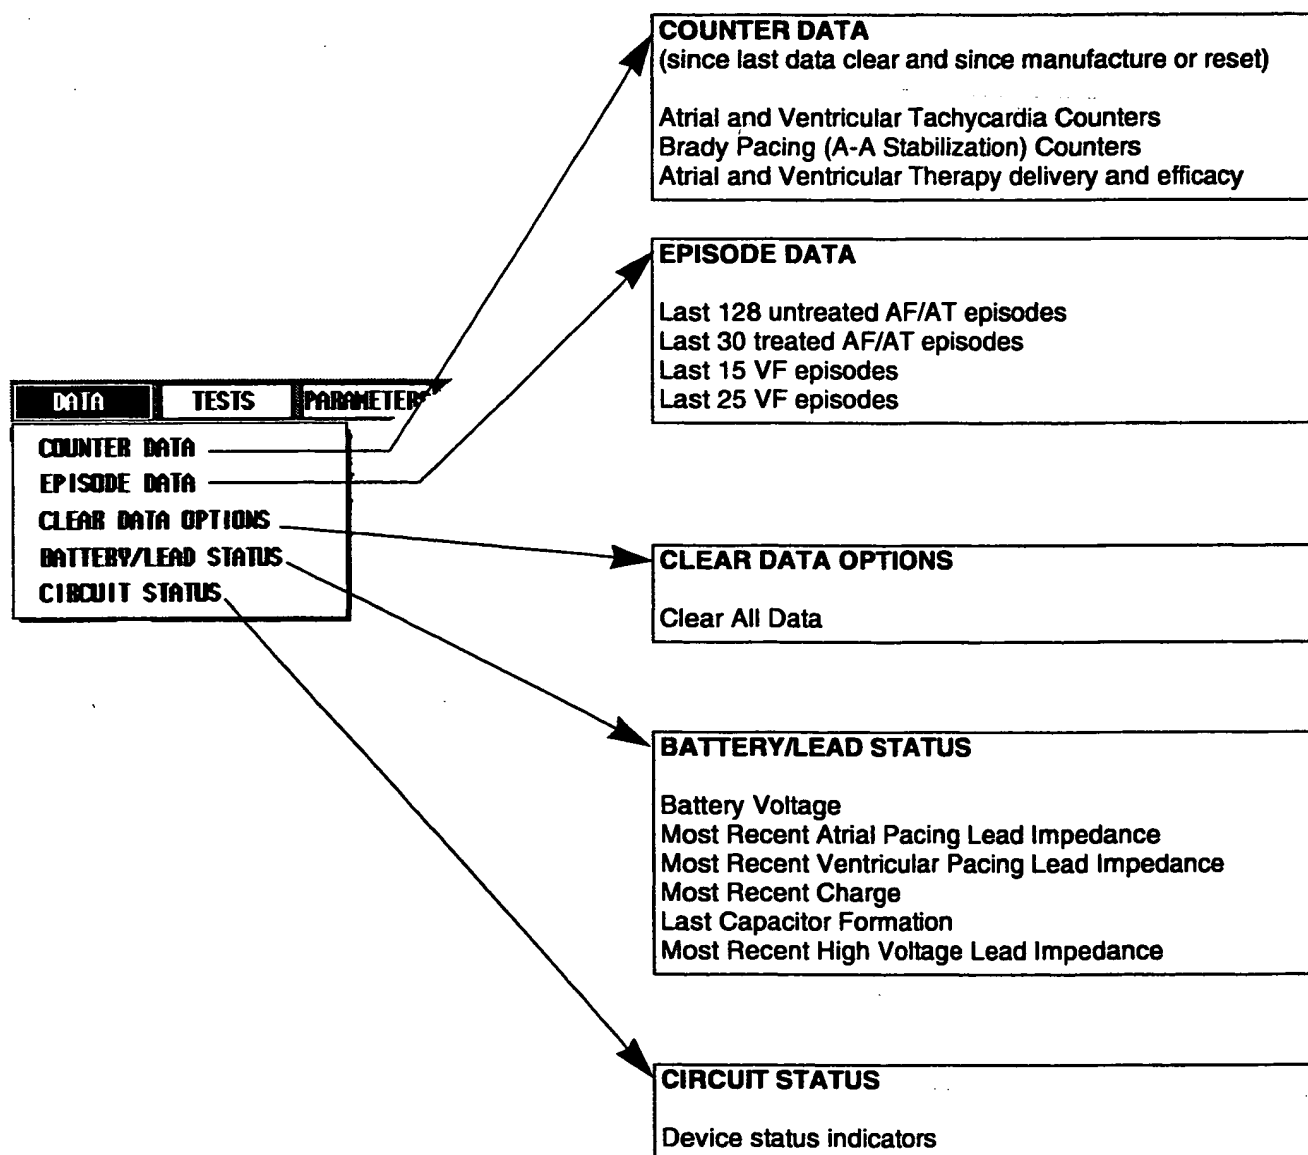 COUNTER DATA
(since last data clear and since manufacture or reset)
Atrial and Ventricular Tachycardia Counters
Brady Pacing (A-A Stabilization) Counters
Atrial and Ventricular Therapy delivery and efficacy
EPISODE DATA
Last 128 untreated AF/AT episodes
Last 30 treated AF/AT episodes
Last 15 VF episodes
Last 25 VF episodes
DATA TESTS PARAMETERS
COUNTER DATA
EPISODE DATA
CLEAR DATA OPTIONS
BATTERY/LEAD STATUS
CIRCUIT STATUS
CLEAR DATA OPTIONS
Clear All Data
BATTERY/LEAD STATUS
Battery Voltage
Most Recent Atrial Pacing Lead Impedance
Most Recent Ventricular Pacing Lead Impedance
Most Recent Charge
Last Capacitor Formation
Most Recent High Voltage Lead Impedance
CIRCUIT STATUS
Device status indicators